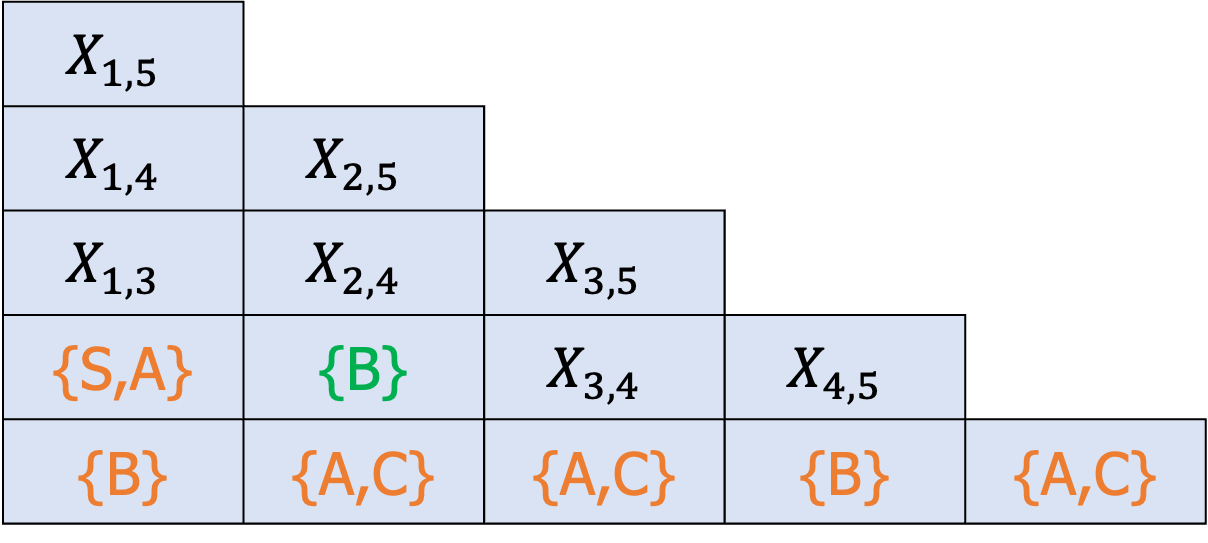 X1,5
X1,4 X2,5
X1,3 X2,4 X3,5
{S,A} {B} X3,4 X4,5
{B} {A,C} {A,C} {B} {A,C}